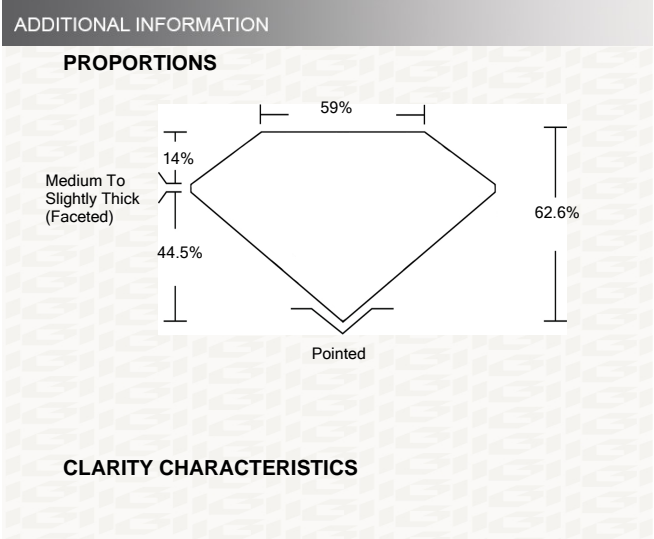 ADDITIONAL INFORMATION
PROPORTIONS
59%
14%
Medium To
Slightly Thick
(Faceted)
62.6%
44.5%
Pointed
CLARITY CHARACTERISTICS